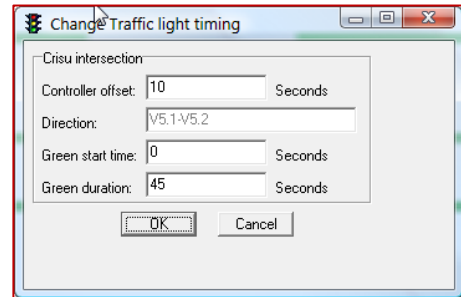 Change Traffic light timing
Crisu intersection
Controller offset: 10 Seconds
Direction: V5.1-V5.2
Green start time: 0 Seconds
Green duration: 45 Seconds
OK Cancel